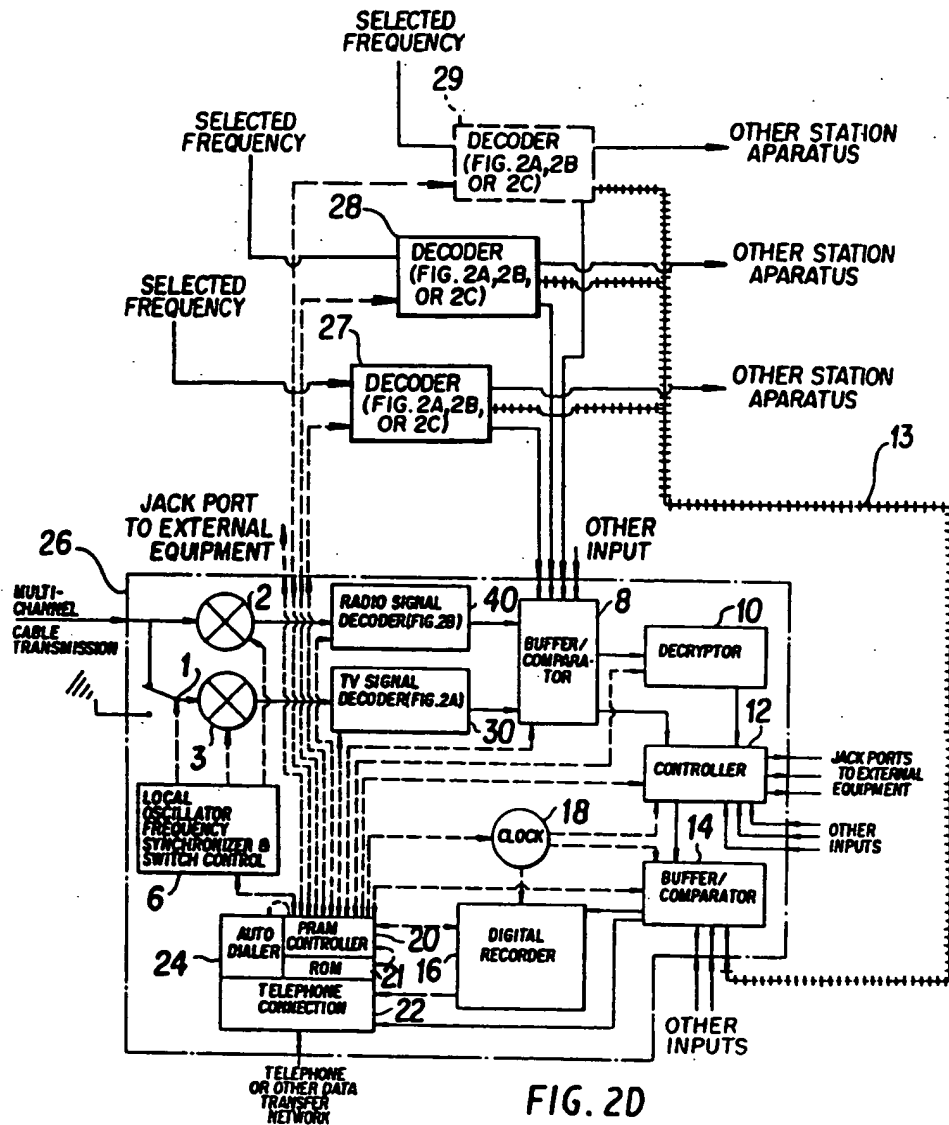 SELECTED
FREQUENCY
29
SELECTED
FREQUENCY
DECODER
(FIG. 2A, 2B
OR 2C)
OTHER STATION
APARATUS
28
DECODER
(FIG. 2A, 2B,
OR 2C)
OTHER STATION
APARATUS
SELECTED
FREQUENCY
27
DECODER
(FIG. 2A, 2B,
OR 2C)
OTHER STATION
APARATUS
13
JACK PORT
TO EXTERNAL
EQUIPMENT
OTHER
INPUT
26
MULTI-
CHANNEL
CABLE
TRANSMISSION
2
RADIO SIGNAL
DECODER(FIG.2B)
40
8
BUFFER/
COMPARA-
TOR
10
DECRYPTOR
1
3
TV SIGNAL
DECODER(FIG.2A)
30
12
CONTROLLER
JACK PORTS
TO EXTERNAL
EQUIPMENT
OTHER
INPUTS
LOCAL
OSCILLATOR
FREQUENCY
SYNCHRONIZER &
SWITCH CONTROL
6
CLOCK
18
14
BUFFER/
COMPARATOR
AUTO
DIALER
24
PRAM
CONTROLLER
20
ROM
21
TELEPHONE
CONNECTION
22
16
DIGITAL
RECORDER
OTHER
INPUTS
TELEPHONE
OR OTHER DATA
TRANSFER
NETWORK
FIG. 2D